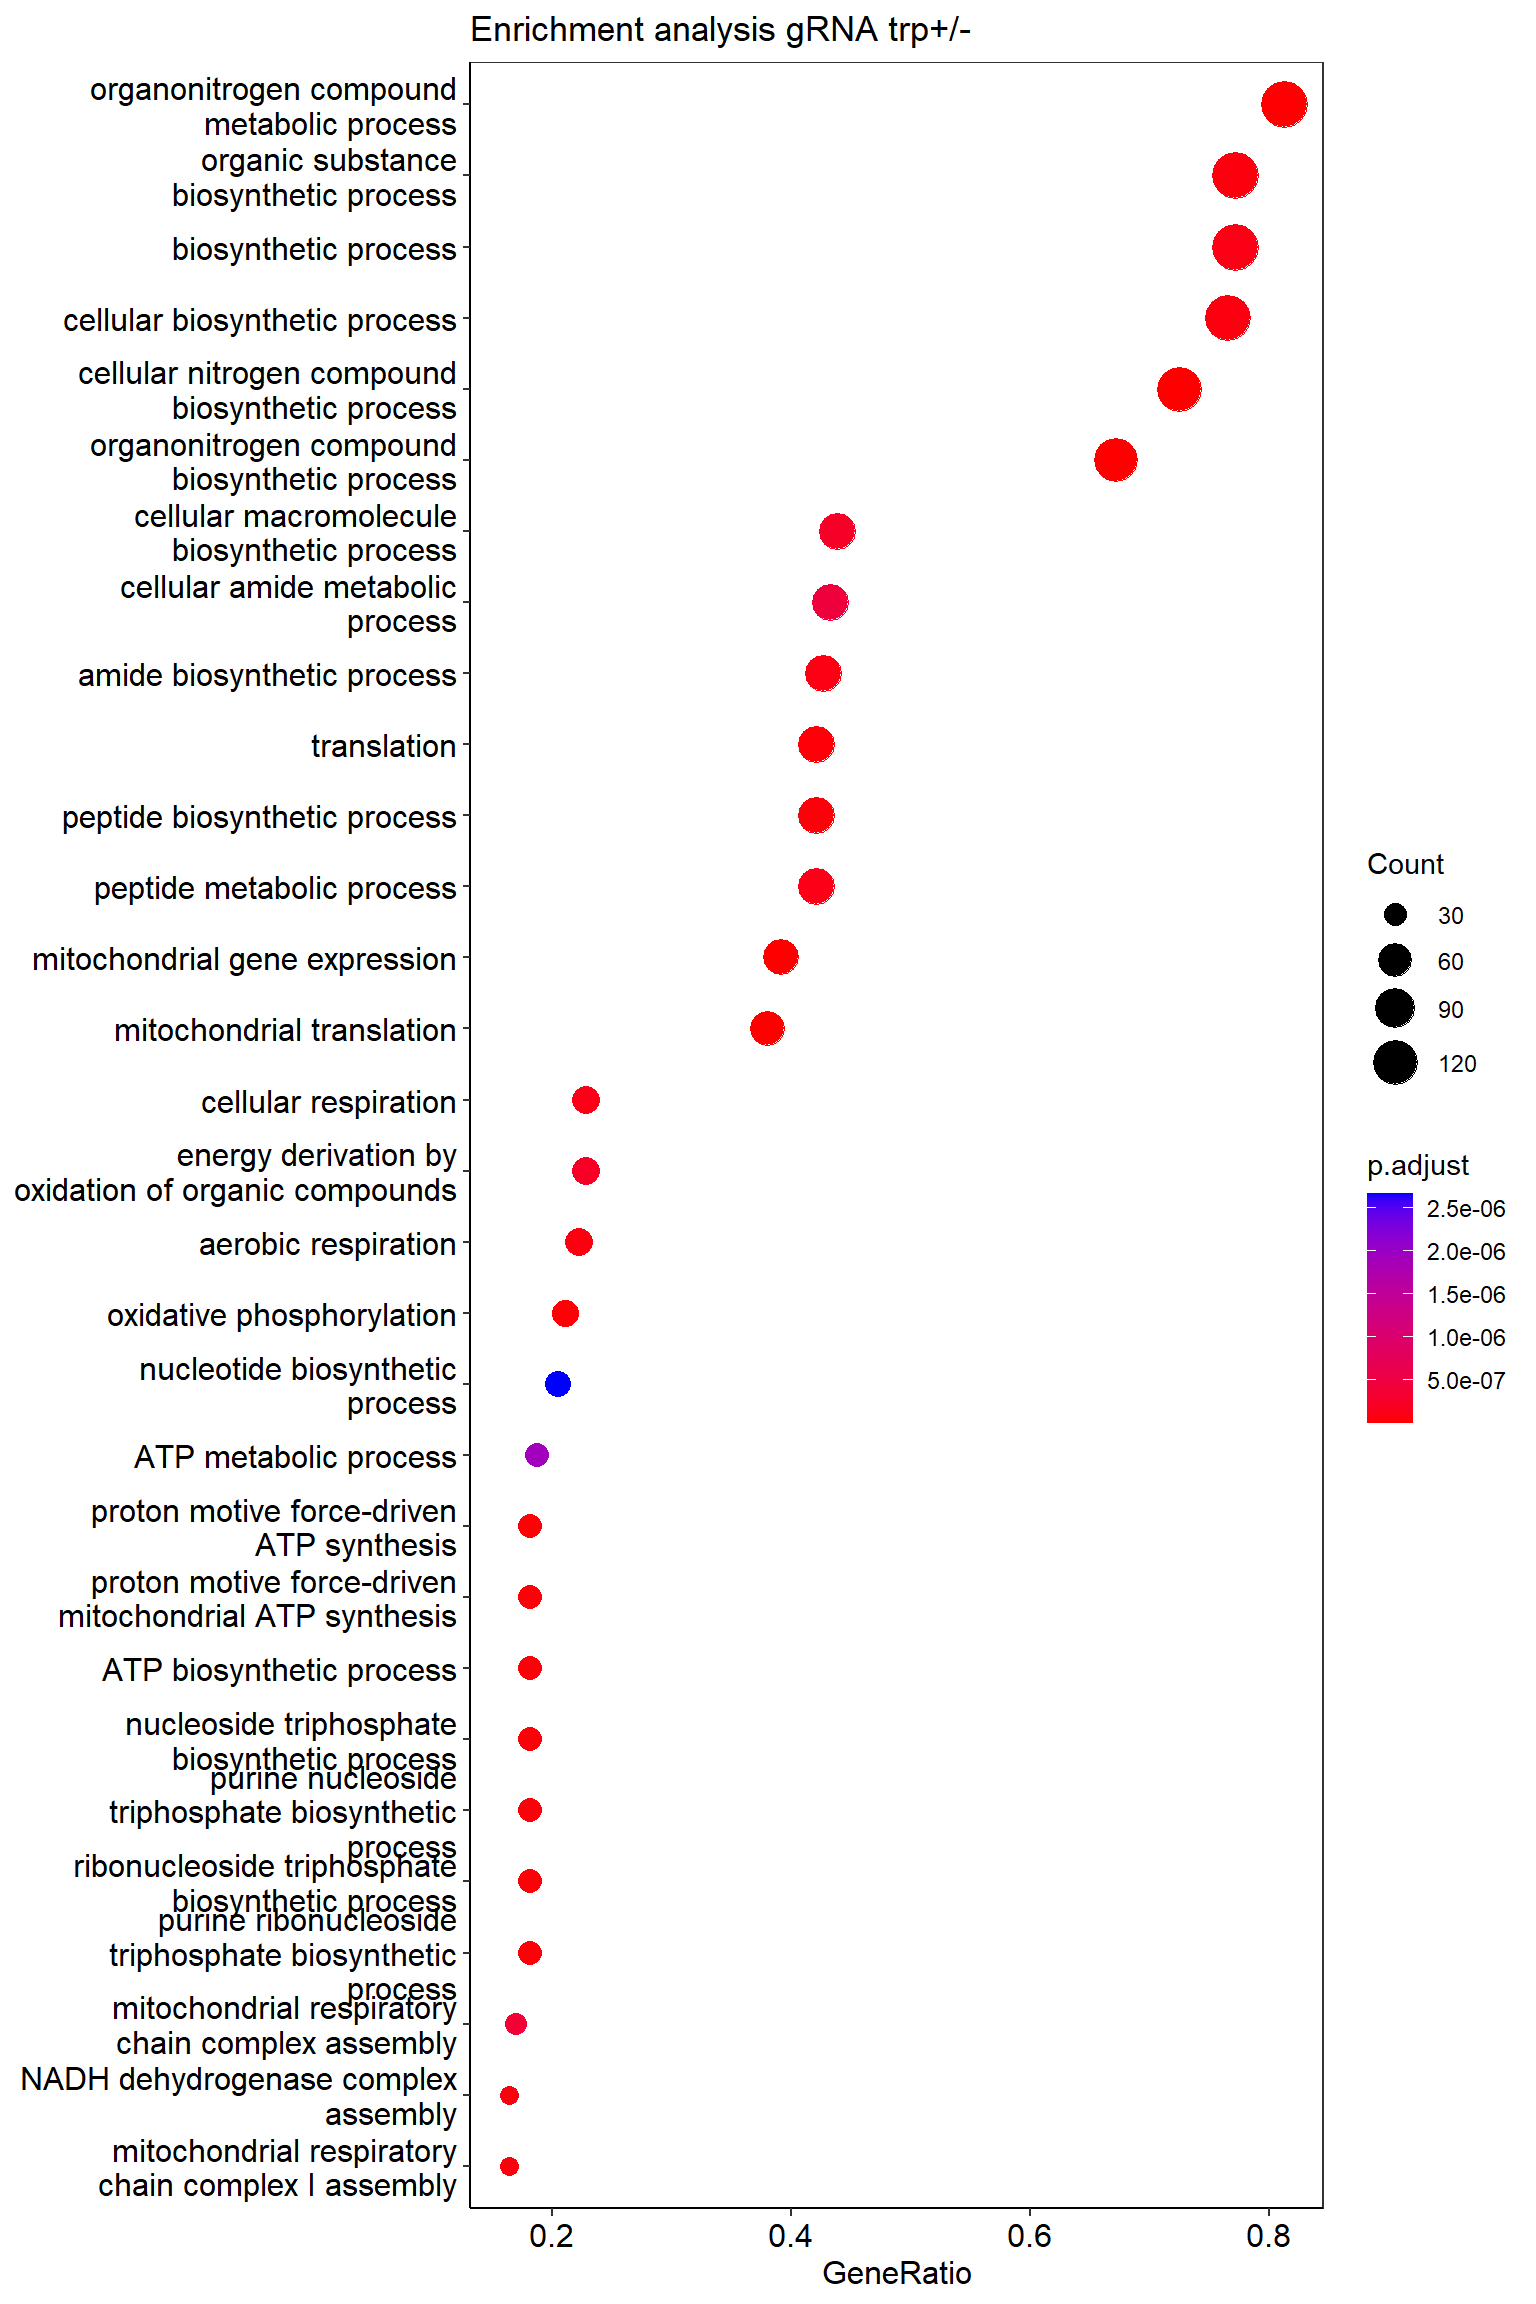 Enrichment analysis gRNA trp+/-
organonitrogen compound
metabolic process
organic substance
biosynthetic process
biosynthetic process
cellular biosynthetic process
cellular nitrogen compound
biosynthetic process
organonitrogen compound
biosynthetic process
cellular macromolecule
biosynthetic process
cellular amide metabolic
process
amide biosynthetic process
translation
peptide biosynthetic process
peptide metabolic process
mitochondrial gene expression
mitochondrial translation
cellular respiration
energy derivation by
oxidation of organic compounds
aerobic respiration
oxidative phosphorylation
nucleotide biosynthetic
process
ATP metabolic process
proton motive force-driven
ATP synthesis
proton motive force-driven
mitochondrial ATP synthesis
ATP biosynthetic process
nucleoside triphosphate
biosynthetic process
purine nucleoside
triphosphate biosynthetic
process
ribonucleoside triphosphate
biosynthetic process
purine ribonucleoside
triphosphate biosynthetic
process
mitochondrial respiratory
chain complex assembly
NADH dehydrogenase complex
assembly
mitochondrial respiratory
chain complex I assembly
0.2 0.4 0.6 0.8
GeneRatio
Count
30
60
90
120
p.adjust
2.5e-06
2.0e-06
1.5e-06
1.0e-06
5.0e-07